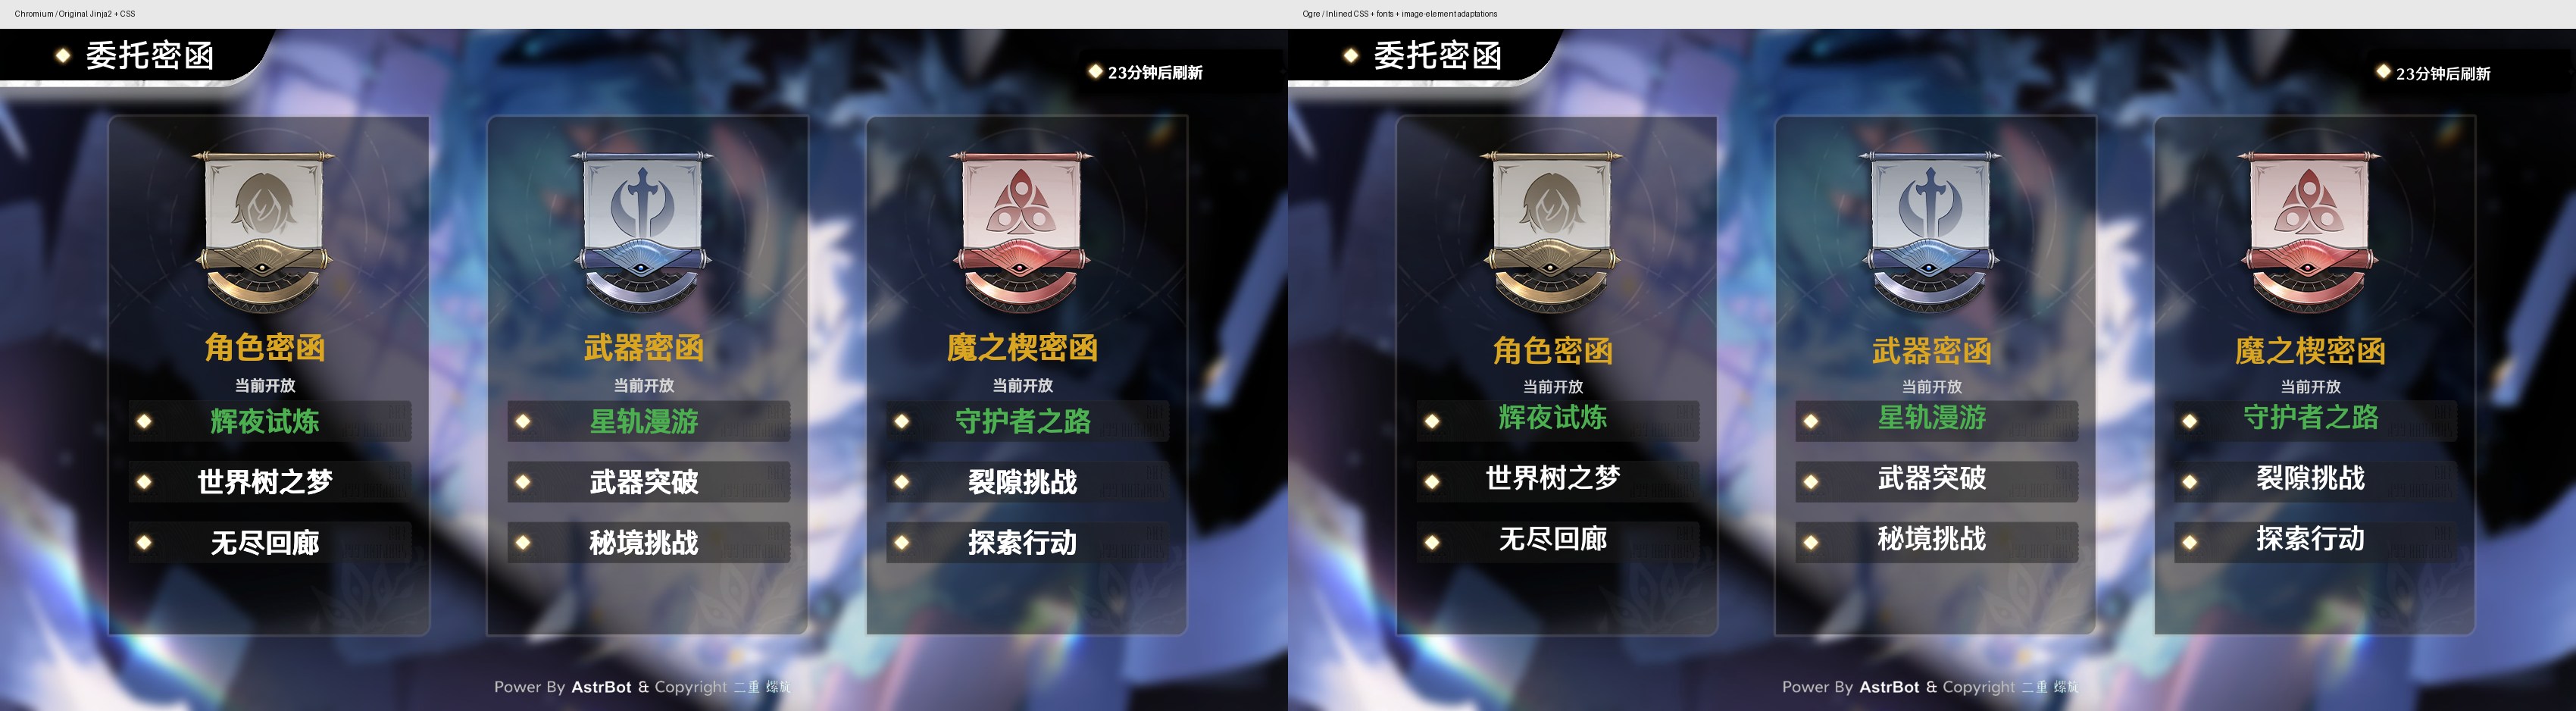 Chromium / Original Jinja2 + CSS
委托密函
23分钟后刷新
角色密函
当前开放
辉夜试炼
世界树之梦
无尽回廊
武器密函
当前开放
星轨漫游
武器突破
秘境挑战
魔之楔密函
当前开放
守护者之路
裂隙挑战
探索行动
Power By AstrBot & Copyright 二重 螺旋
Ogre / Inlined CSS + fonts + image-element adaptations
委托密函
23分钟后刷新
角色密函
当前开放
辉夜试炼
世界树之梦
无尽回廊
武器密函
当前开放
星轨漫游
武器突破
秘境挑战
魔之楔密函
当前开放
守护者之路
裂隙挑战
探索行动
Power By AstrBot & Copyright 二重 螺旋